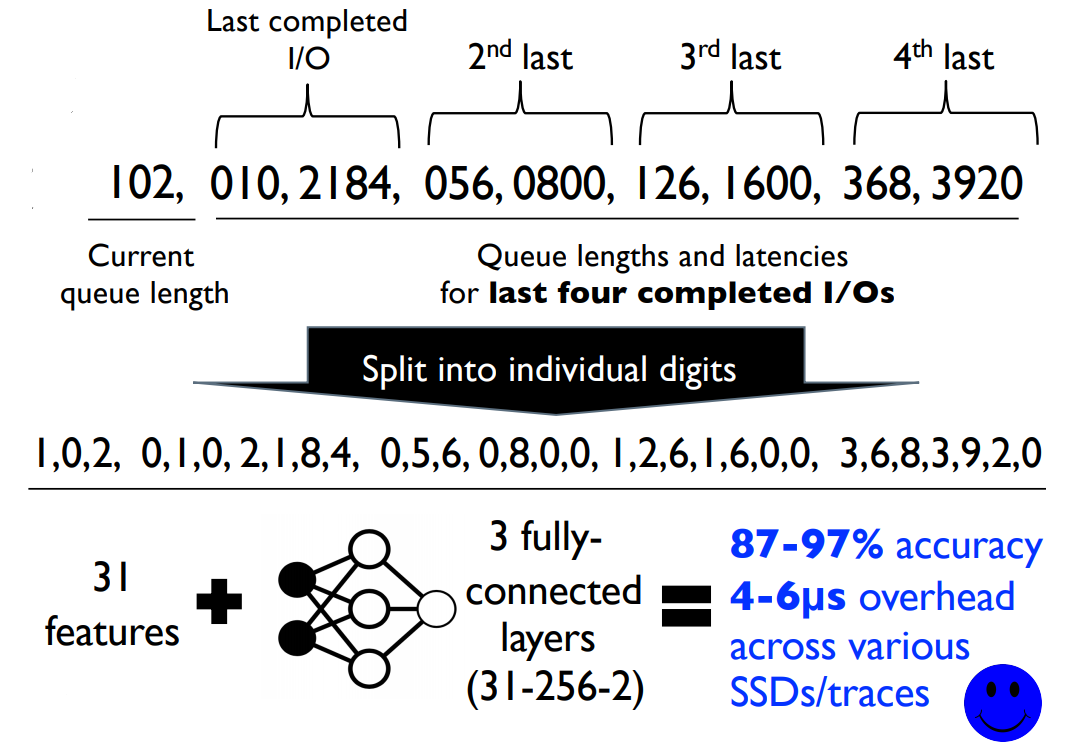 Last completed
I/O
2nd last
3rd last
4th last
102, 010, 2184, 056, 0800, 126, 1600, 368, 3920
Current
queue length
Queue lengths and latencies
for last four completed I/Os
Split into individual digits
1,0,2, 0,1,0, 2,1,8,4, 0,5,6, 0,8,0,0, 1,2,6,1,6,0,0, 3,6,8,3,9,2,0
31
features
3 fully-
connected
layers
(31-256-2)
87-97% accuracy
4-6μs overhead
across various
SSDs/traces